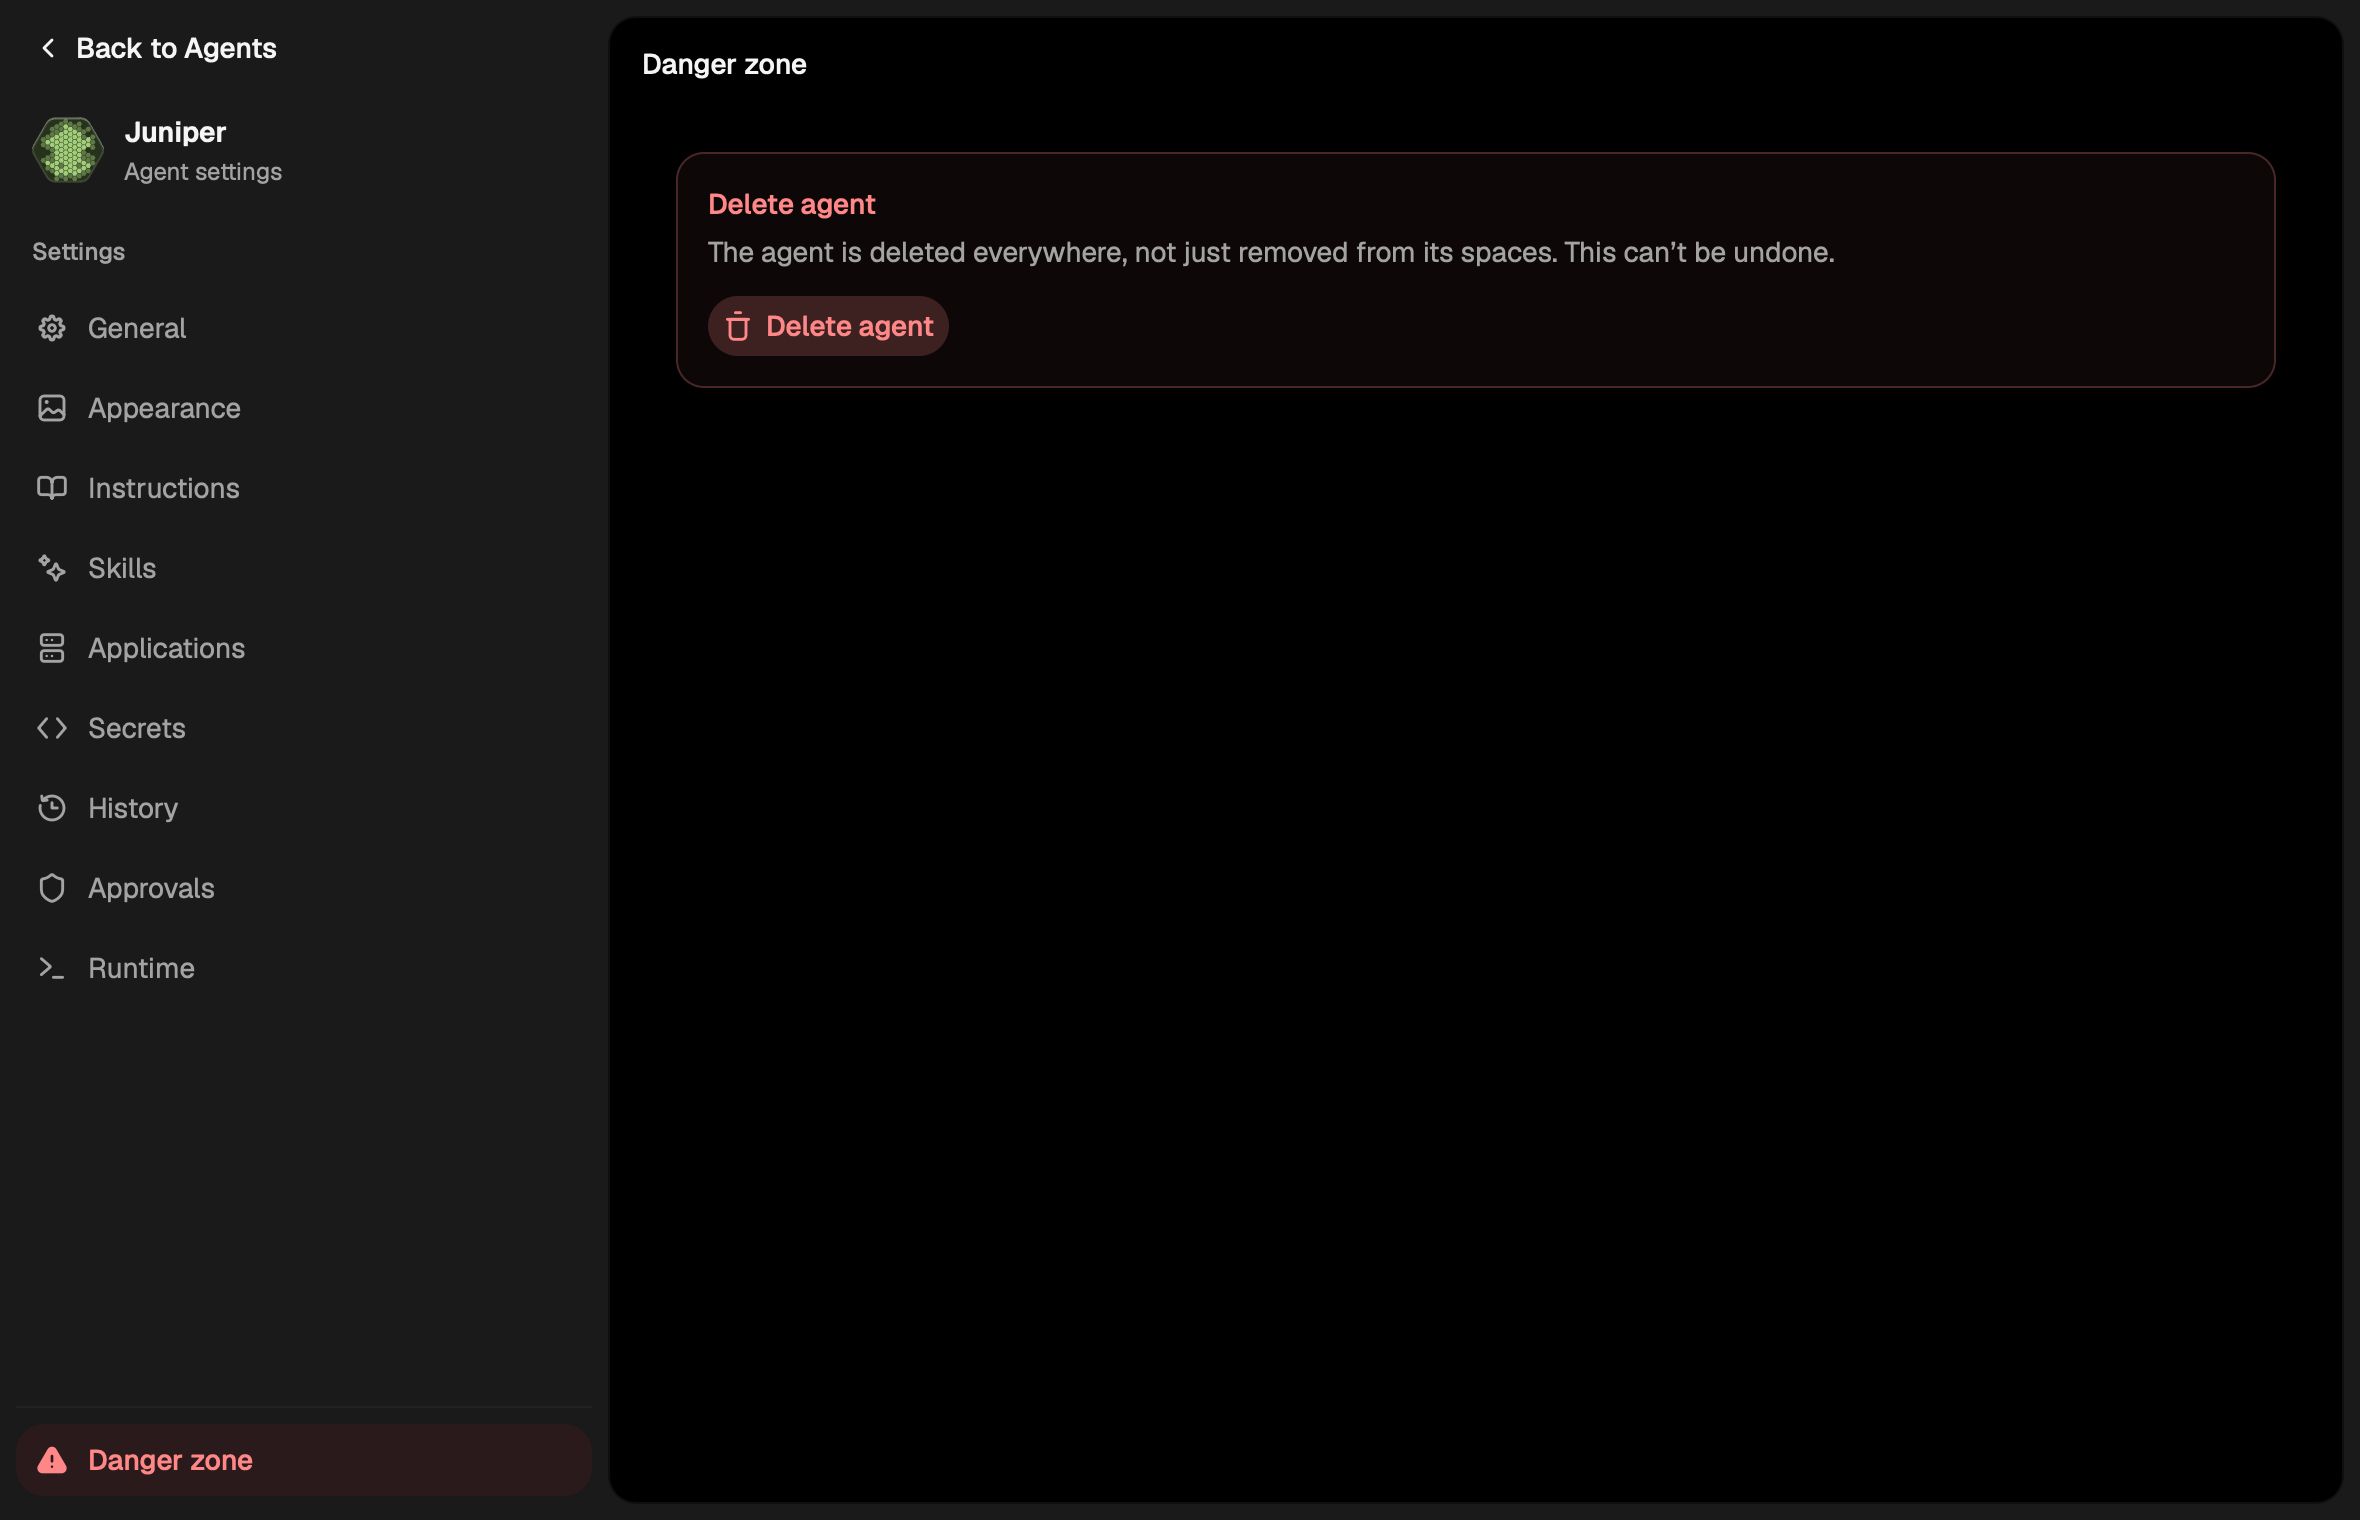 Back to Agents
Juniper
Agent settings
Settings
General
Appearance
Instructions
Skills
Applications
Secrets
History
Approvals
Runtime
Danger zone
Danger zone
Delete agent
The agent is deleted everywhere, not just removed from its spaces. This can’t be undone.
Delete agent